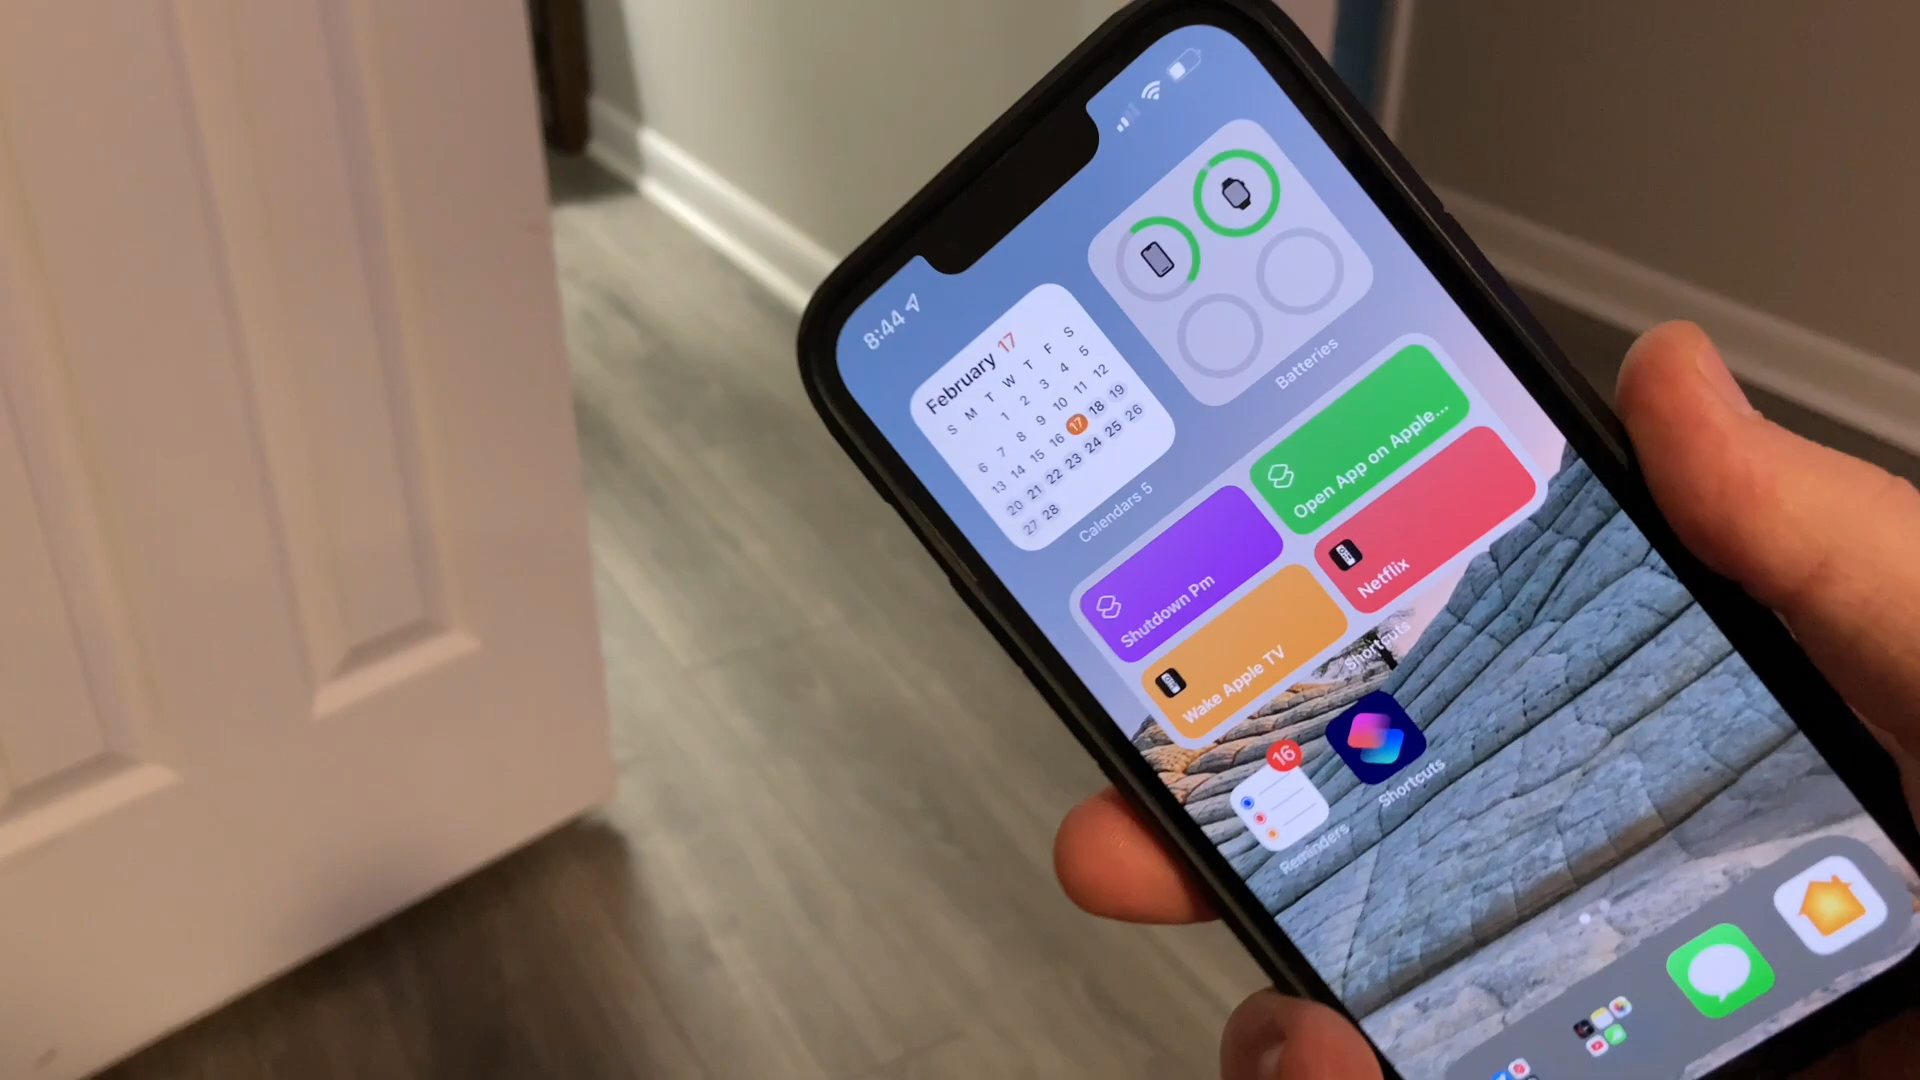 8:44
February 17
S M T W T F S
1 2 3 4 5
6 7 8 9 10 11 12
13 14 15 16 17 18 19
20 21 22 23 24 25 26
27 28
Calendars 5
Batteries
Shutdown Pm
Open App on Apple...
Wake Apple TV
Netflix
Shortcuts
16
Reminders
Shortcuts